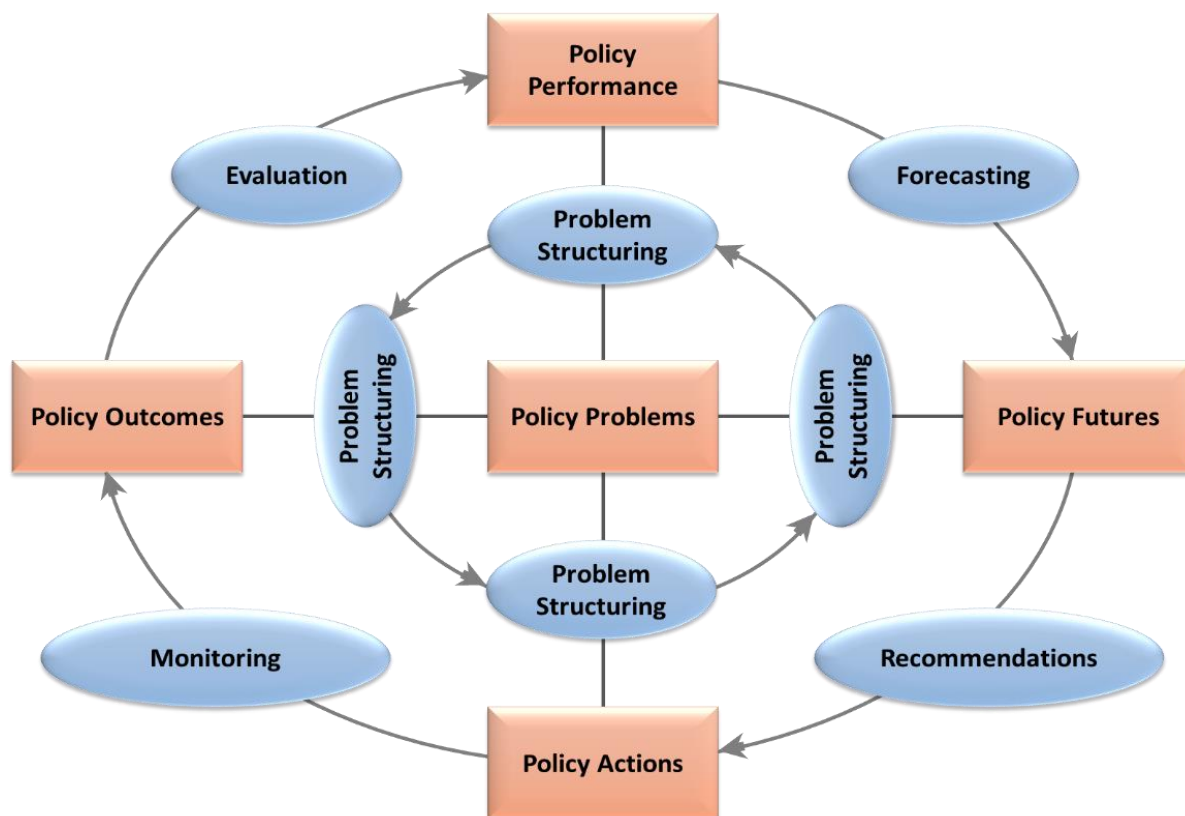 Policy
Performance
Evaluation
Forecasting
Problem
Structuring
Policy Outcomes
Problem
Structuring
Policy Problems
Problem
Structuring
Policy Futures
Problem
Structuring
Monitoring
Recommendations
Policy Actions